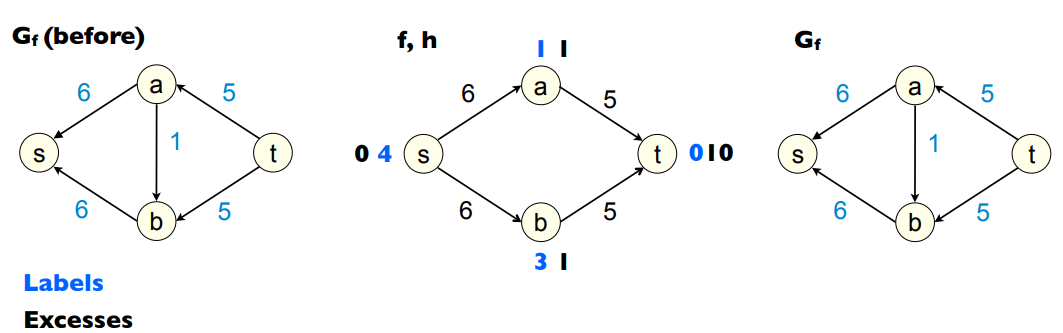 Gf (before)
f, h
Gf
1 1
a
a
a
6
5
6
5
6
5
s
1
t
0 4
s
t
0 10
s
1
t
6
5
6
5
6
5
b
b
b
3 1
Labels
Excesses